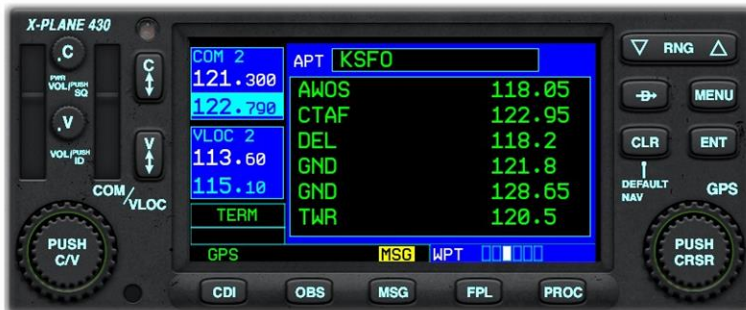 X-PLANE 430
C
PWR
VOL/PUSH
SQ
V
VOL/PUSH
ID
C
V
COM/VLOC
PUSH
C/V
COM 2
121.300
122.790
VLOC 2
113.60
115.10
TERM
GPS
APT KSFO
AWOS 118.05
CTAF 122.95
DEL 118.2
GND 121.8
GND 128.65
TWR 120.5
MSG WPT
RNG
D
MENU
CLR
ENT
DEFAULT
NAV
GPS
PUSH
CRSR
CDI
OBS
MSG
FPL
PROC